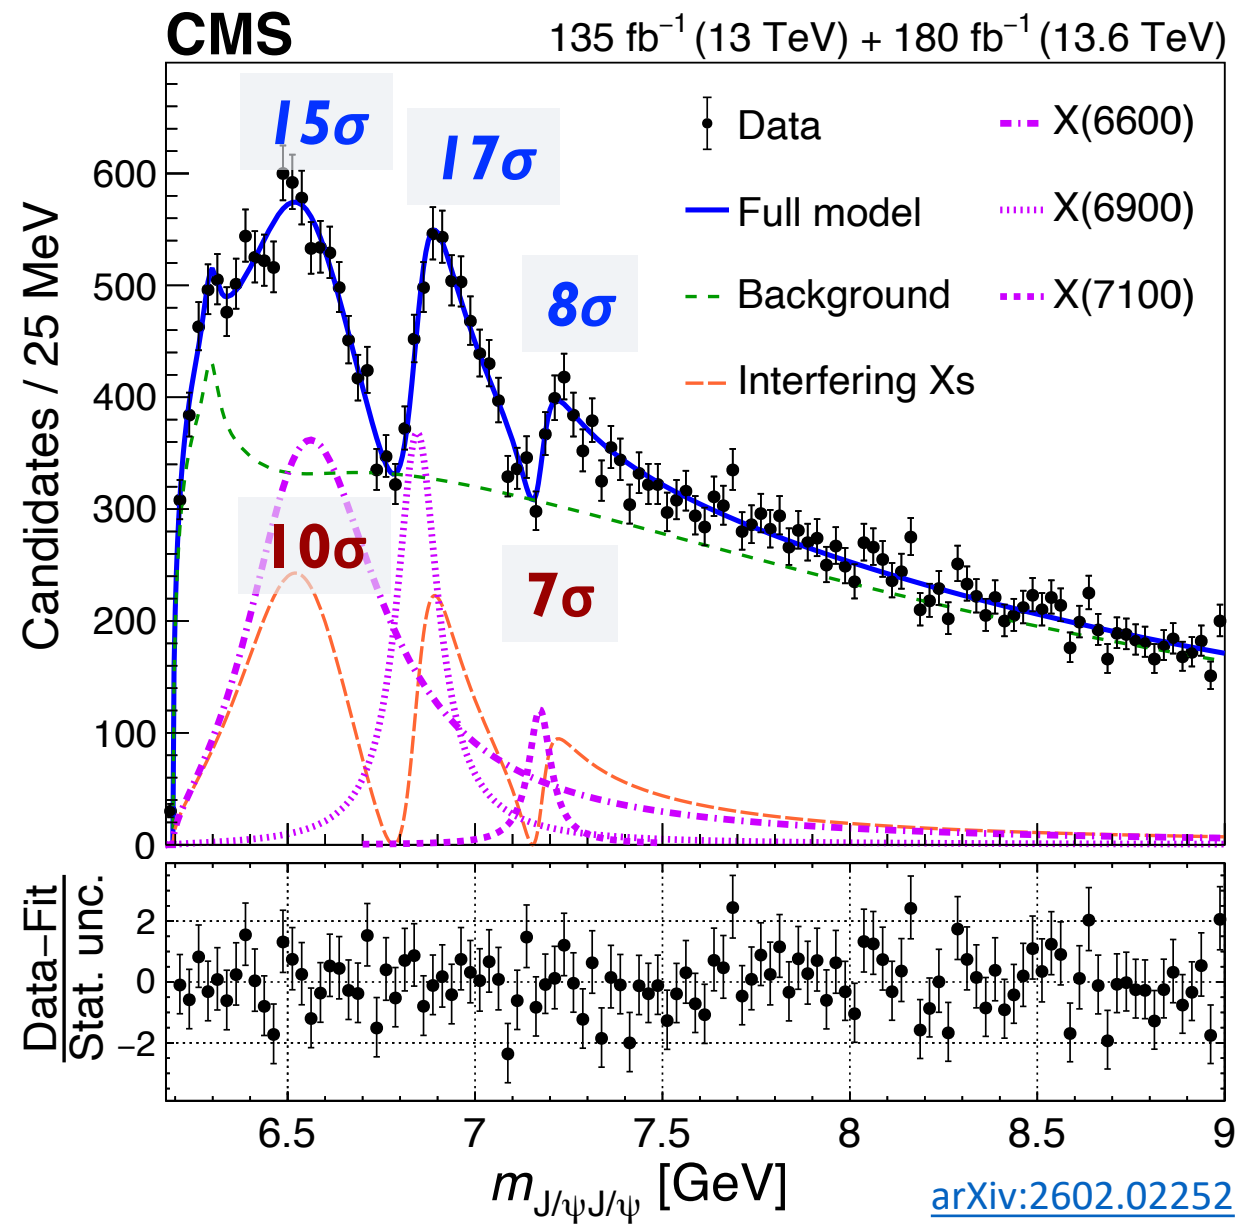 CMS 135 fb⁻¹ (13 TeV) + 180 fb⁻¹ (13.6 TeV)
15σ
17σ
8σ
10σ
7σ
Data
Full model
Background
Interfering Xs
X(6600)
X(6900)
X(7100)
Candidates / 25 MeV
600
500
400
300
200
100
0
Data−Fit
Stat. unc.
2
0
−2
6.5 7 7.5 8 8.5 9
m_J/ψJ/ψ [GeV]
arXiv:2602.02252